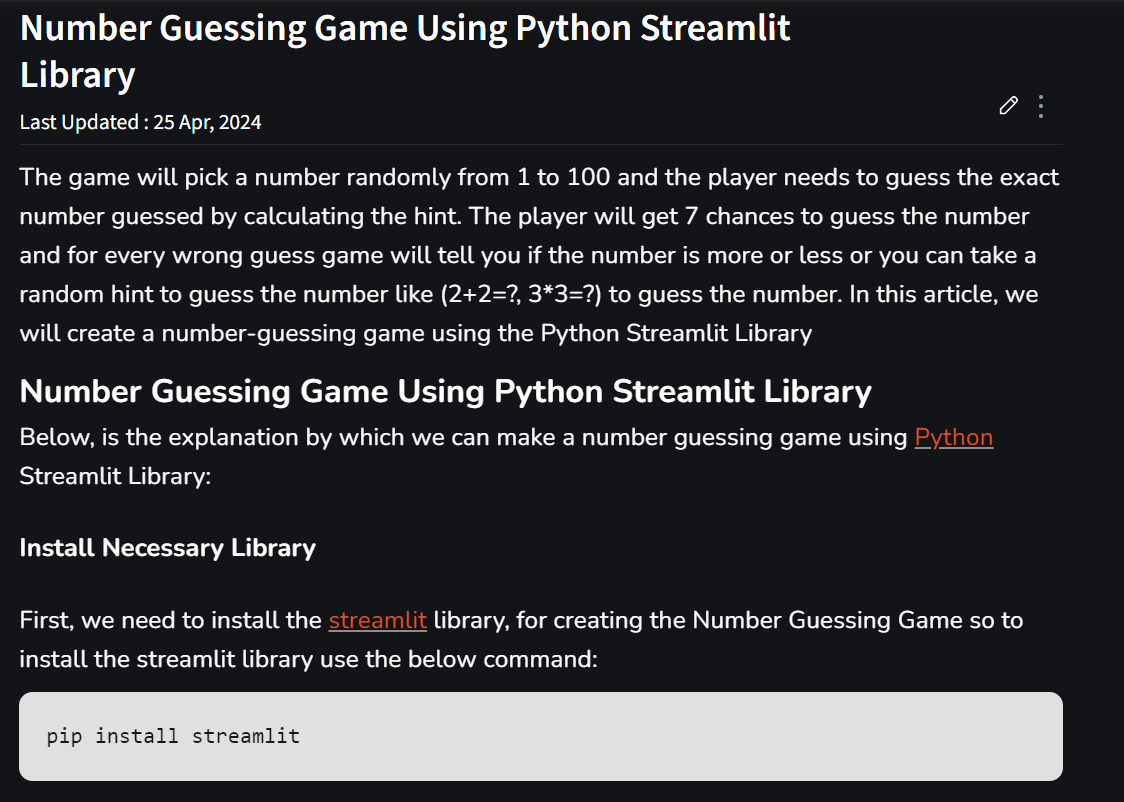 Number Guessing Game Using Python Streamlit
Library
Last Updated : 25 Apr, 2024
The game will pick a number randomly from 1 to 100 and the player needs to guess the exact
number guessed by calculating the hint. The player will get 7 chances to guess the number
and for every wrong guess game will tell you if the number is more or less or you can take a
random hint to guess the number like (2+2=?, 3*3=?) to guess the number. In this article, we
will create a number-guessing game using the Python Streamlit Library
Number Guessing Game Using Python Streamlit Library
Below, is the explanation by which we can make a number guessing game using Python
Streamlit Library:
Install Necessary Library
First, we need to install the streamlit library, for creating the Number Guessing Game so to
install the streamlit library use the below command:
pip install streamlit